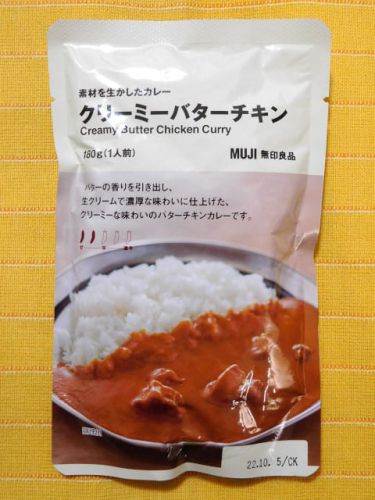 素材を生かしたカレー
クリーミーバターチキン
Creamy Butter Chicken Curry
180g(1人前)
MUJI 無印良品
バターの香りを引き出し、
生クリームで濃厚な味わいに仕上げた、
クリーミーな味わいのバターチキンカレーです。
22.10. 5/CK